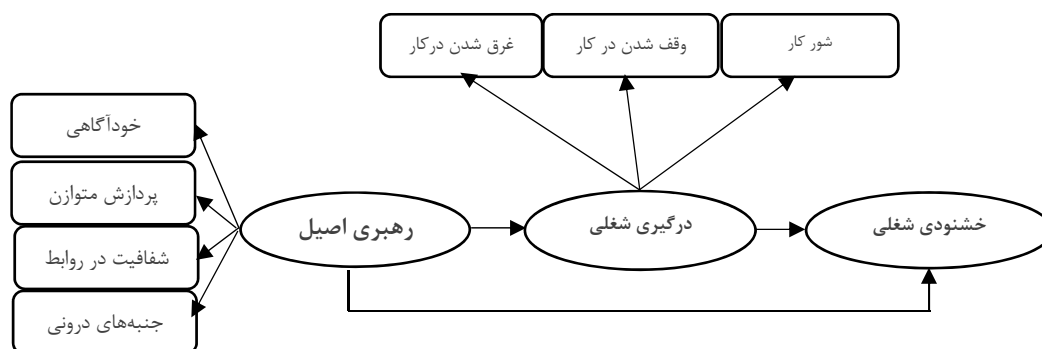 شور کار
وقف شدن در کار
غرق شدن درکار
خودآگاهی
پردازش متوازن
شفافیت در روابط
جنبه‌های درونی
رهبری اصیل
درگیری شغلی
خشنودی شغلی